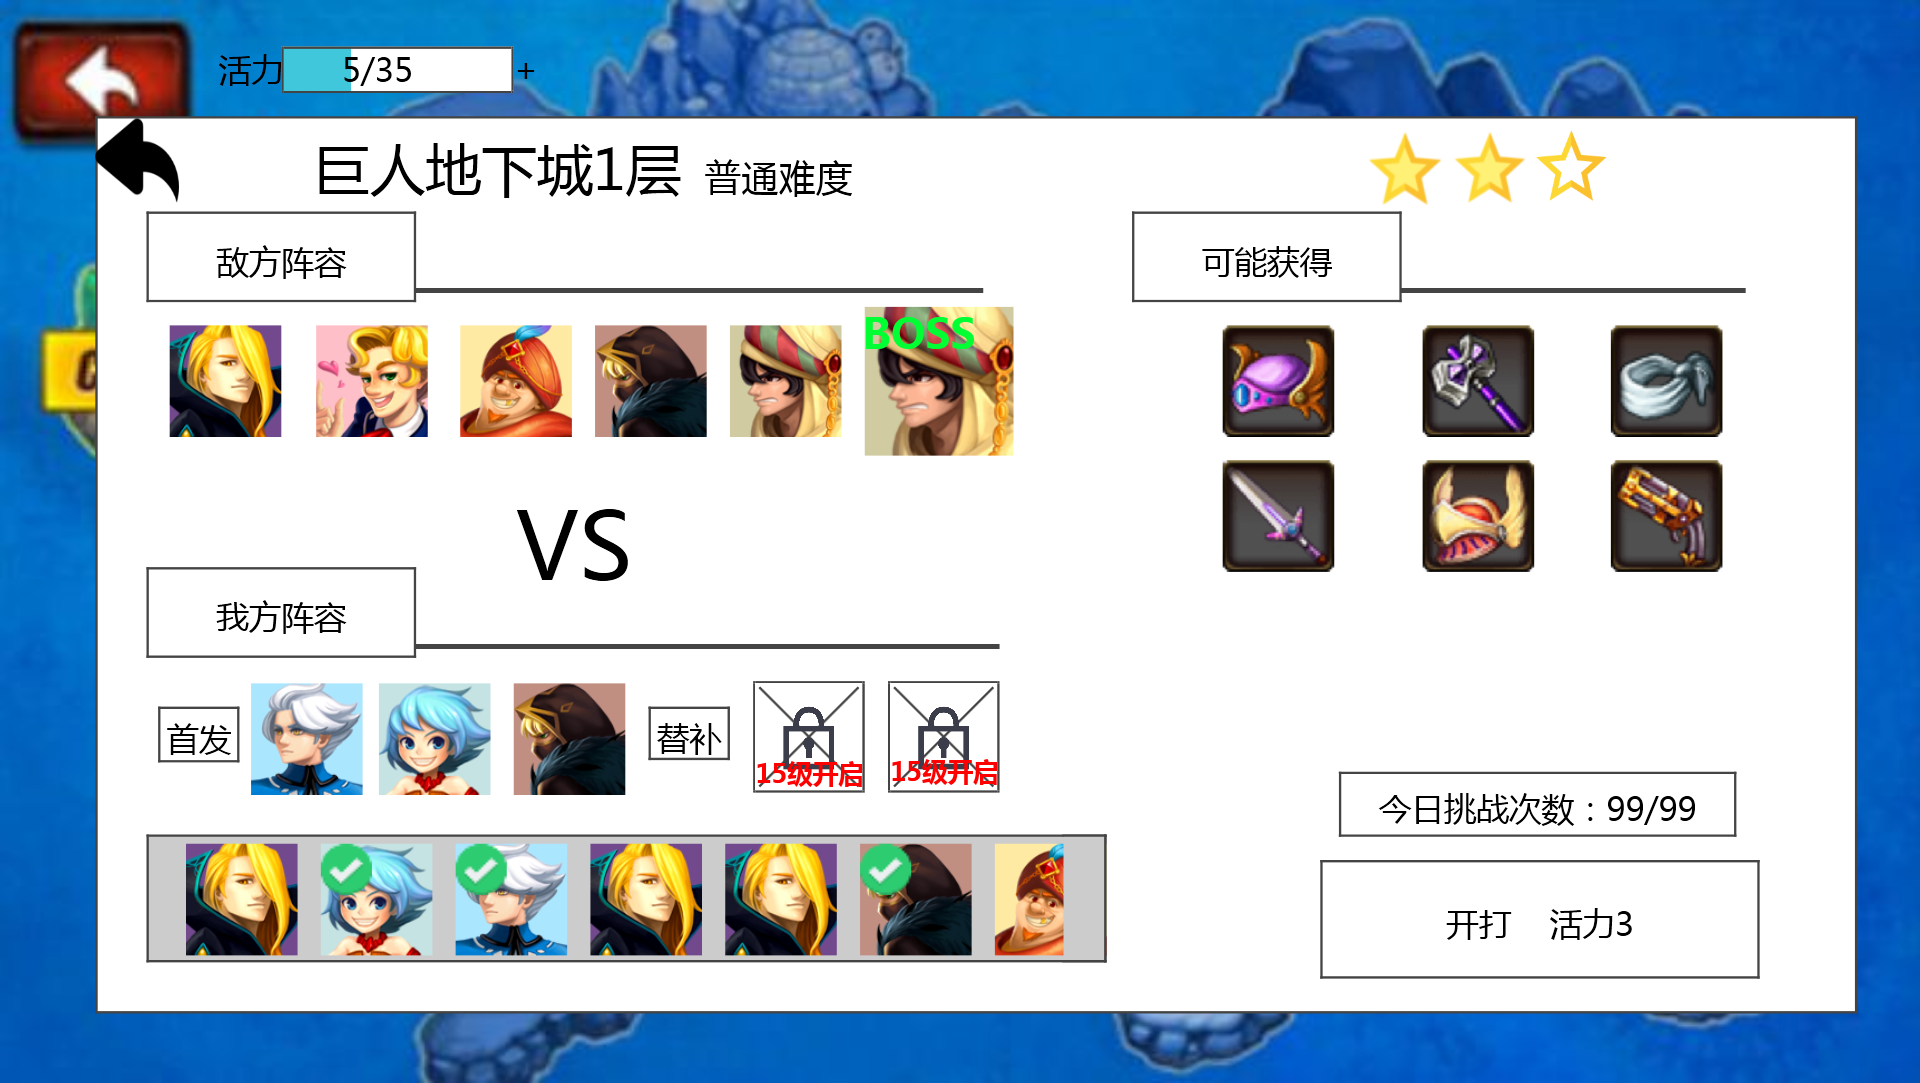 活力 5/35 +
巨人地下城1层 普通难度
敌方阵容
可能获得
BOSS
VS
我方阵容
首发
替补
15级开启
15级开启
今日挑战次数：99/99
开打 活力3